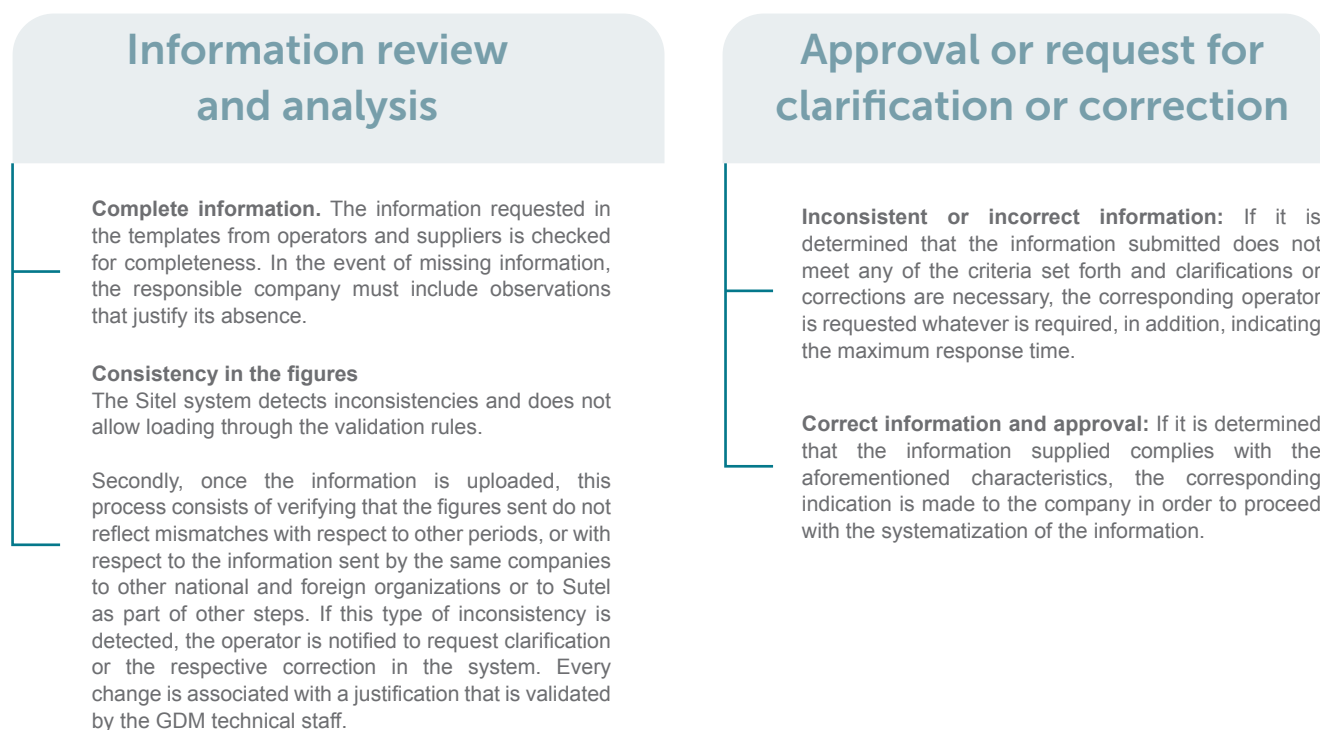 Information review
and analysis
Complete information. The information requested in
the templates from operators and suppliers is checked
for completeness. In the event of missing information,
the responsible company must include observations
that justify its absence.
Consistency in the figures
The Sitel system detects inconsistencies and does not
allow loading through the validation rules.
Secondly, once the information is uploaded, this
process consists of verifying that the figures sent do not
reflect mismatches with respect to other periods, or with
respect to the information sent by the same companies
to other national and foreign organizations or to Sutel
as part of other steps. If this type of inconsistency is
detected, the operator is notified to request clarification
or the respective correction in the system. Every
change is associated with a justification that is validated
by the GDM technical staff.
Approval or request for
clarification or correction
Inconsistent or incorrect information: If it is
determined that the information submitted does not
meet any of the criteria set forth and clarifications or
corrections are necessary, the corresponding operator
is requested whatever is required, in addition, indicating
the maximum response time.
Correct information and approval: If it is determined
that the information supplied complies with the
aforementioned characteristics, the corresponding
indication is made to the company in order to proceed
with the systematization of the information.